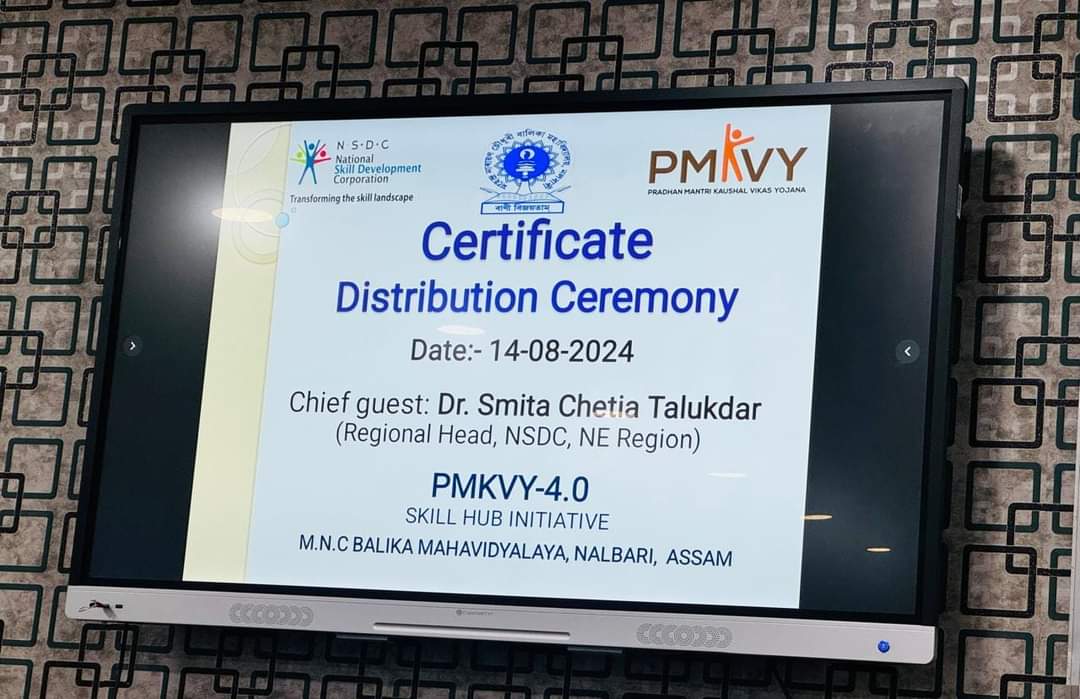 N S·D·C
National
Skill Development
Corporation
Transforming the skill landscape
বাণী বিজয়তাম্
PMKVY
PRADHAN MANTRI KAUSHAL VIKAS YOJANA
Certificate
Distribution Ceremony
Date:- 14-08-2024
Chief guest: Dr. Smita Chetia Talukdar
(Regional Head, NSDC, NE Region)
PMKVY-4.0
SKILL HUB INITIATIVE
M.N.C BALIKA MAHAVIDYALAYA, NALBARI, ASSAM